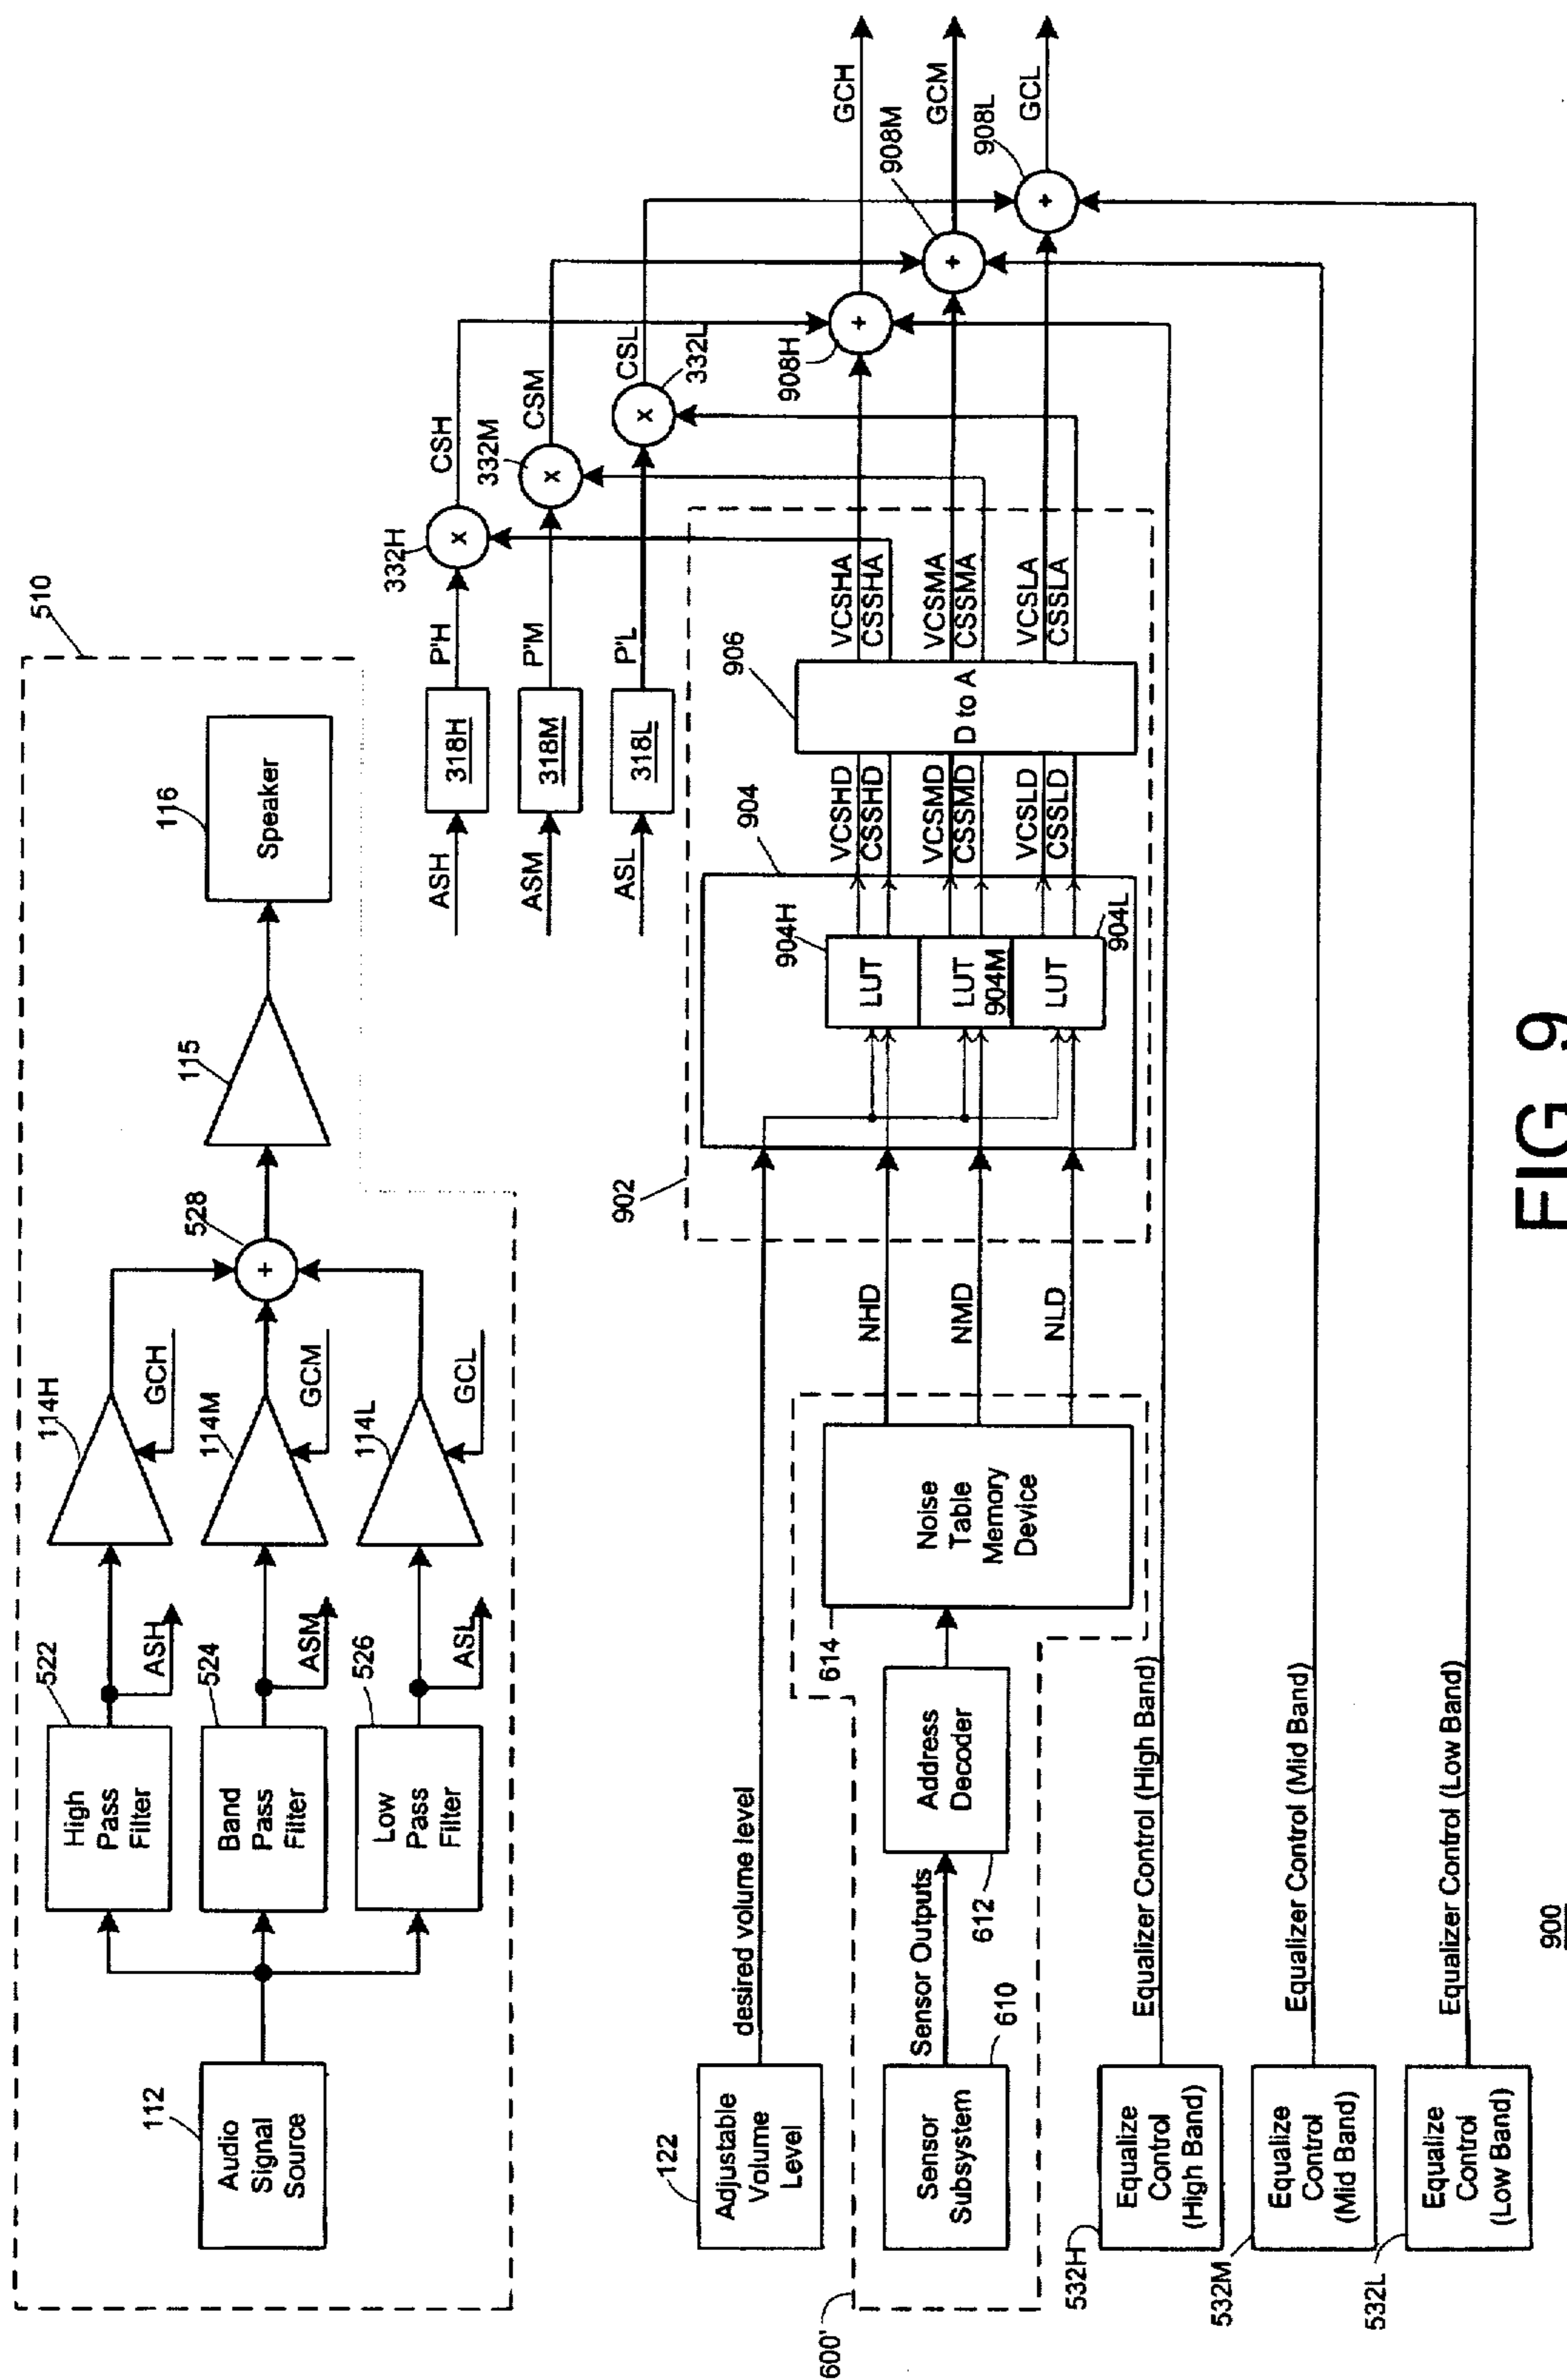 510
112
Audio
Signal
Source
522
High
Pass
Filter
524
Band
Pass
Filter
526
Low
Pass
Filter
ASH
ASM
ASL
114H
GCH
114M
GCM
114L
GCL
528
+
115
116
Speaker
ASH
318H
P'H
332H
x
CSH
ASM
318M
P'M
332M
x
CSM
ASL
318L
P'L
332L
x
CSL
122
Adjustable
Volume
Level
desired volume level
600'
Sensor
Subsystem
610
Sensor Outputs
Address
Decoder
612
614
Noise
Table
Memory
Device
NHD
NMD
NLD
902
904
904H
LUT
LUT
904M
LUT
904L
VCSHD
CSSHD
VCSMD
CSSMD
VCSLD
CSSLD
906
D to A
VCSHA
CSSHA
VCSMA
CSSMA
VCSLA
CSSLA
908H
+
GCH
908M
+
GCM
908L
+
GCL
532H
Equalize
Control
(High Band)
Equalizer Control (High Band)
532M
Equalize
Control
(Mid Band)
Equalizer Control (Mid Band)
532L
Equalize
Control
(Low Band)
Equalizer Control (Low Band)
900
FIG 9